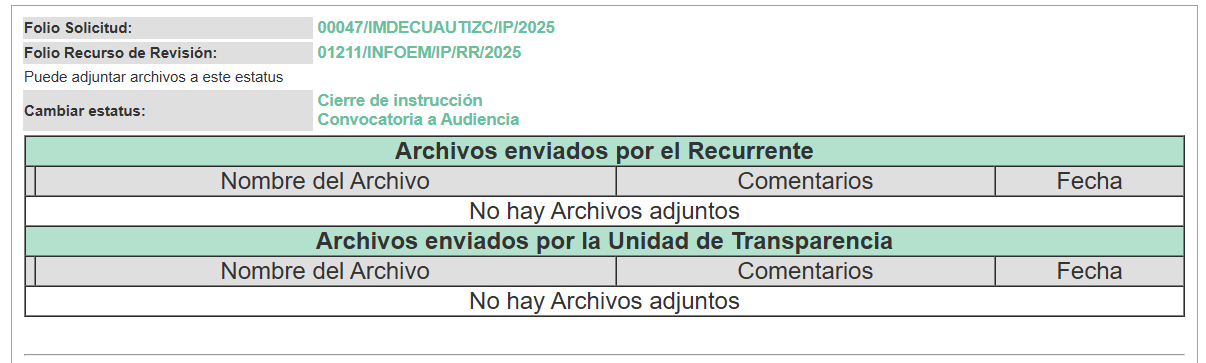 Folio Solicitud: 00047/IMDECUAUTIZC/IP/2025
Folio Recurso de Revisión: 01211/INFOEM/IP/RR/2025
Puede adjuntar archivos a este estatus
Cambiar estatus: Cierre de instrucción
Convocatoria a Audiencia
Archivos enviados por el Recurrente
Nombre del Archivo Comentarios Fecha
No hay Archivos adjuntos
Archivos enviados por la Unidad de Transparencia
Nombre del Archivo Comentarios Fecha
No hay Archivos adjuntos